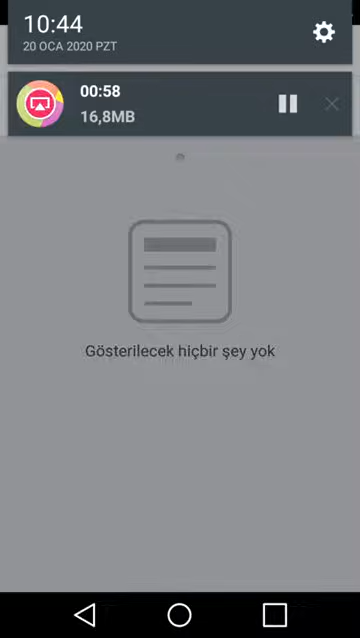 10:44
20 OCA 2020 PZT
00:58
16,8MB
Gösterilecek hiçbir şey yok